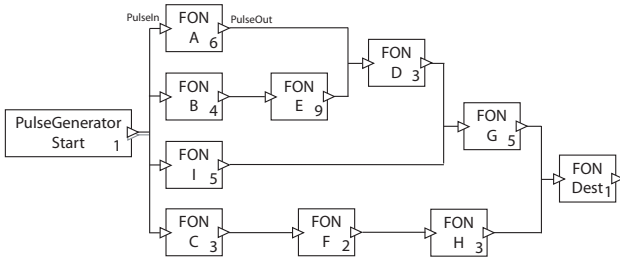 PulseIn
FON
A
6
PulseOut
FON
D
3
FON
B
4
FON
E
9
PulseGenerator
Start
1
FON
G
5
FON
I
5
FON
Dest
1
FON
C
3
FON
F
2
FON
H
3